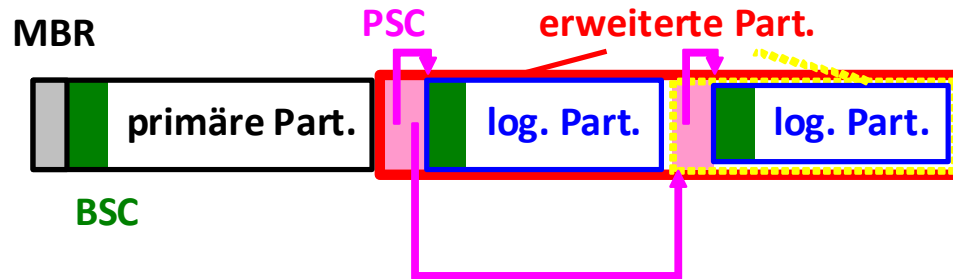 MBR PSC erweiterte Part.
primäre Part. log. Part. log. Part.
BSC